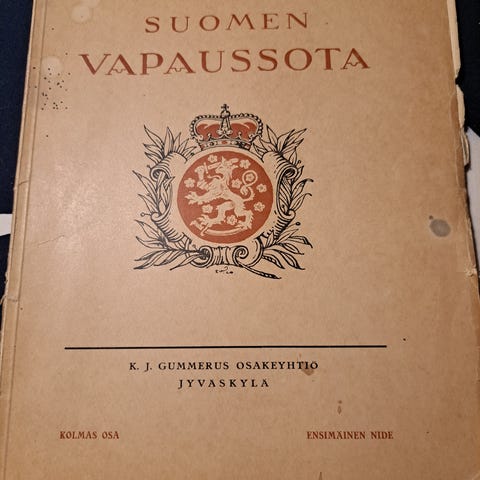 SUOMEN
VAPAUSSOTA
K. J. GUMMERUS OSAKEYHTIÖ
JYVÄSKYLÄ
KOLMAS OSA
ENSIMÄINEN NIDE